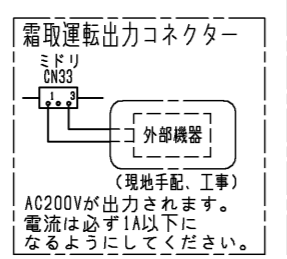 霜取運転出力コネクター
ミドリ
CN33
1 3
外部機器
(現地手配、工事)
AC200Vが出力されます。
電流は必ず1A以下に
なるようにしてください。